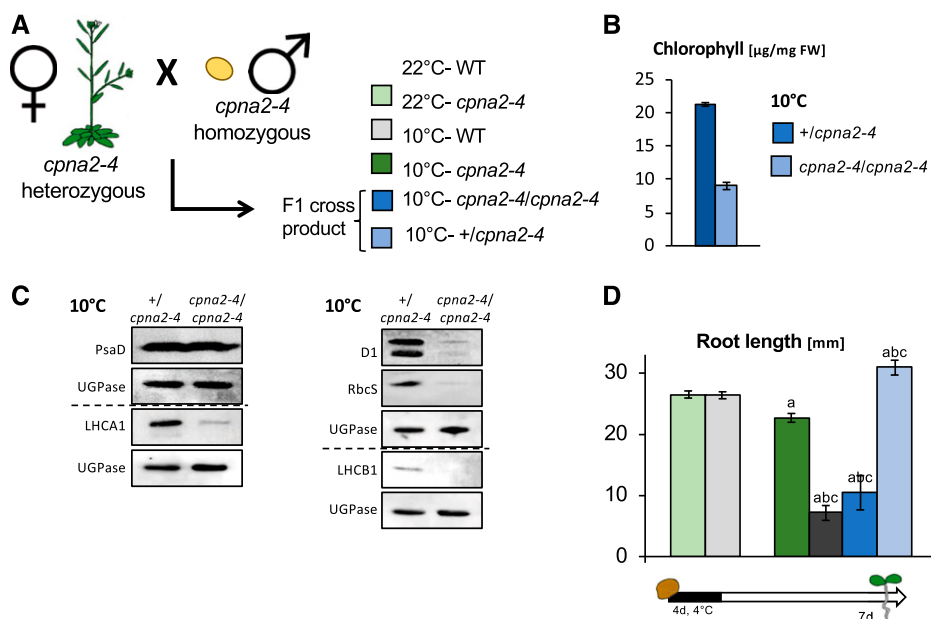 A
X
cpna2-4
heterozygous
cpna2-4
homozygous
22°C- WT
22°C- cpna2-4
10°C- WT
10°C- cpna2-4
F1 cross
product
10°C- cpna2-4/cpna2-4
10°C- +/cpna2-4
B
Chlorophyll [µg/mg FW]
25
20
15
10
5
0
10°C
+/cpna2-4
cpna2-4/cpna2-4
C
10°C
+/
cpna2-4
cpna2-4/
cpna2-4
PsaD
UGPase
LHCA1
UGPase
10°C
+/
cpna2-4
cpna2-4/
cpna2-4
D1
RbcS
UGPase
LHCB1
UGPase
D
Root length [mm]
30
20
10
0
a
abc
abc
abc
4d, 4°C
7d